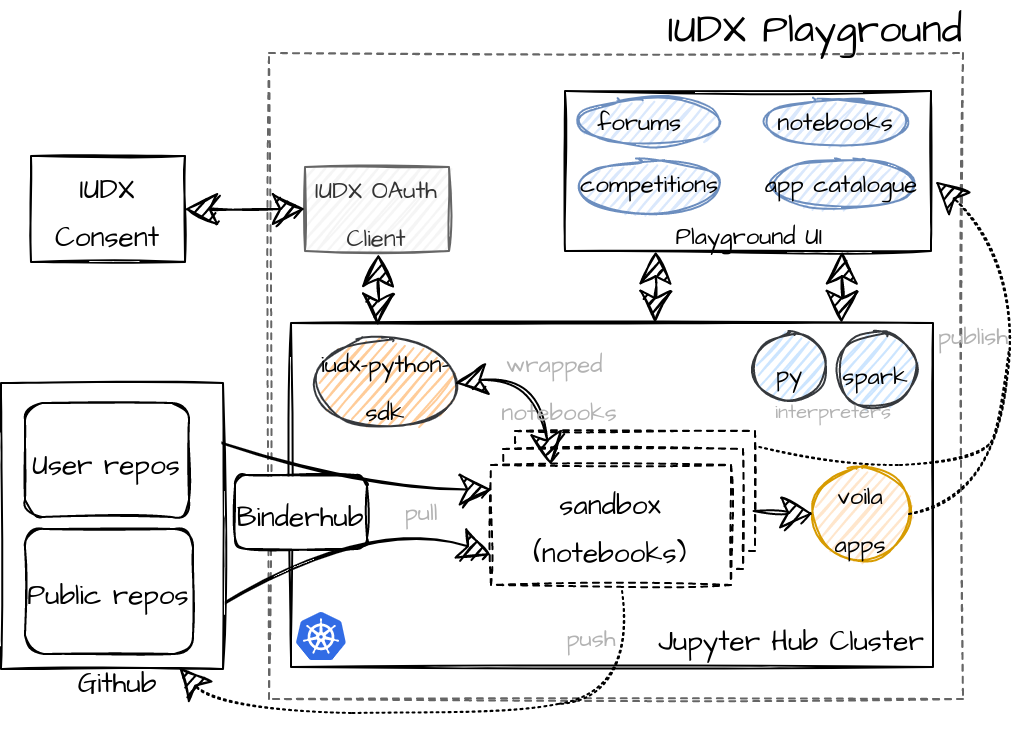 IUDX Playground
forums
notebooks
competitions
app catalogue
Playground UI
IUDX
Consent
IUDX OAuth
Client
publish
iudx-python-
sdk
wrapped
notebooks
py
spark
interpreters
User repos
Binderhub
pull
sandbox
(notebooks)
voila
apps
Public repos
push
Jupyter Hub Cluster
Github